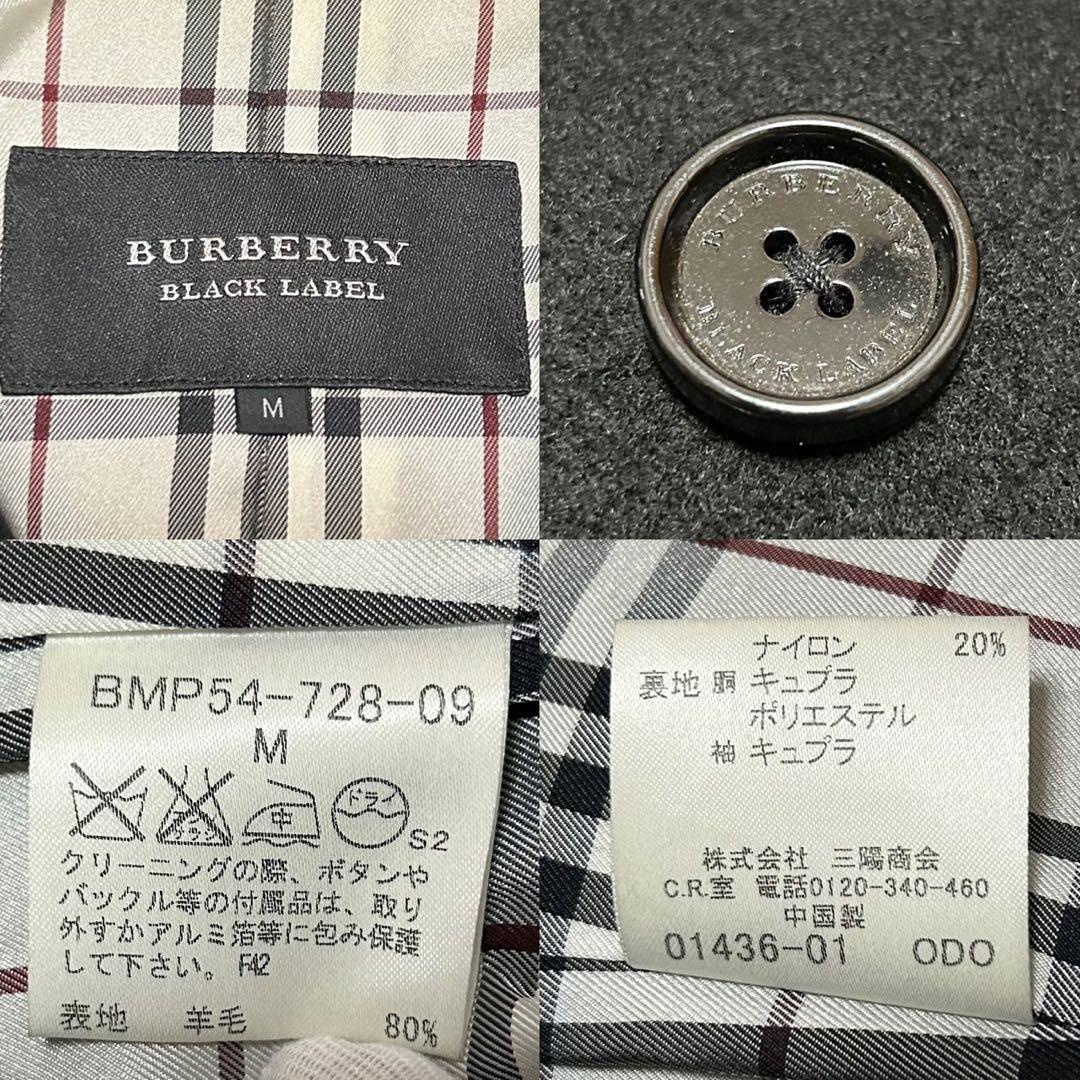 BURBERRY
BLACK LABEL
M
BURBERRY
BLACK LABEL
BMP54-728-09
M
中
ドライ
S2
クリーニングの際、ボタンや
バックル等の付属品は、取り
外すかアルミ箔等に包み保護
して下さい。 F42
表地 羊毛 80%
ナイロン 20%
裏地 胴 キュプラ
ポリエステル
袖 キュプラ
株式会社 三陽商会
C.R.室 電話0120-340-460
中国製
01436-01 ODO